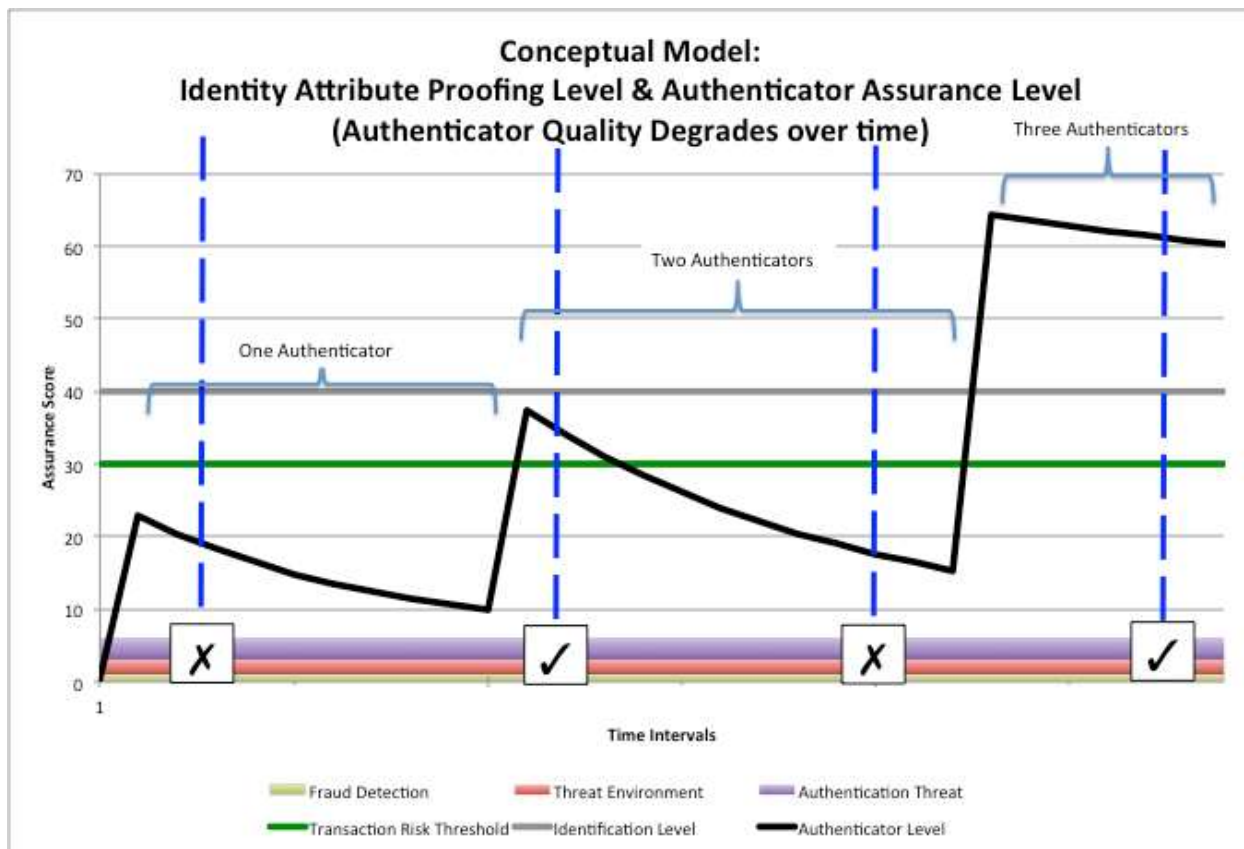 Conceptual Model:
Identity Attribute Proofing Level & Authenticator Assurance Level
(Authenticator Quality Degrades over time)
Three Authenticators
Two Authenticators
One Authenticator
Assurance Score
70
60
50
40
30
20
10
0
✗ ✓ ✗ ✓
1
Time Intervals
Fraud Detection Threat Environment Authentication Threat
Transaction Risk Threshold Identification Level Authenticator Level